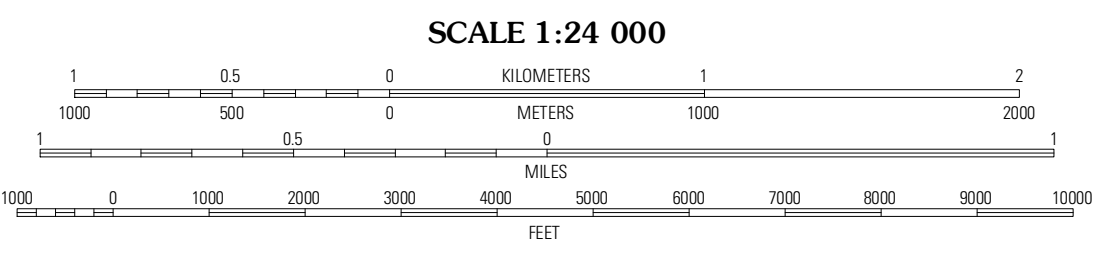 SCALE 1:24 000
1 0.5 0 KILOMETERS 1 2
1000 500 0 METERS 1000 2000
1 0.5 0 1
MILES
1000 0 1000 2000 3000 4000 5000 6000 7000 8000 9000 10000
FEET